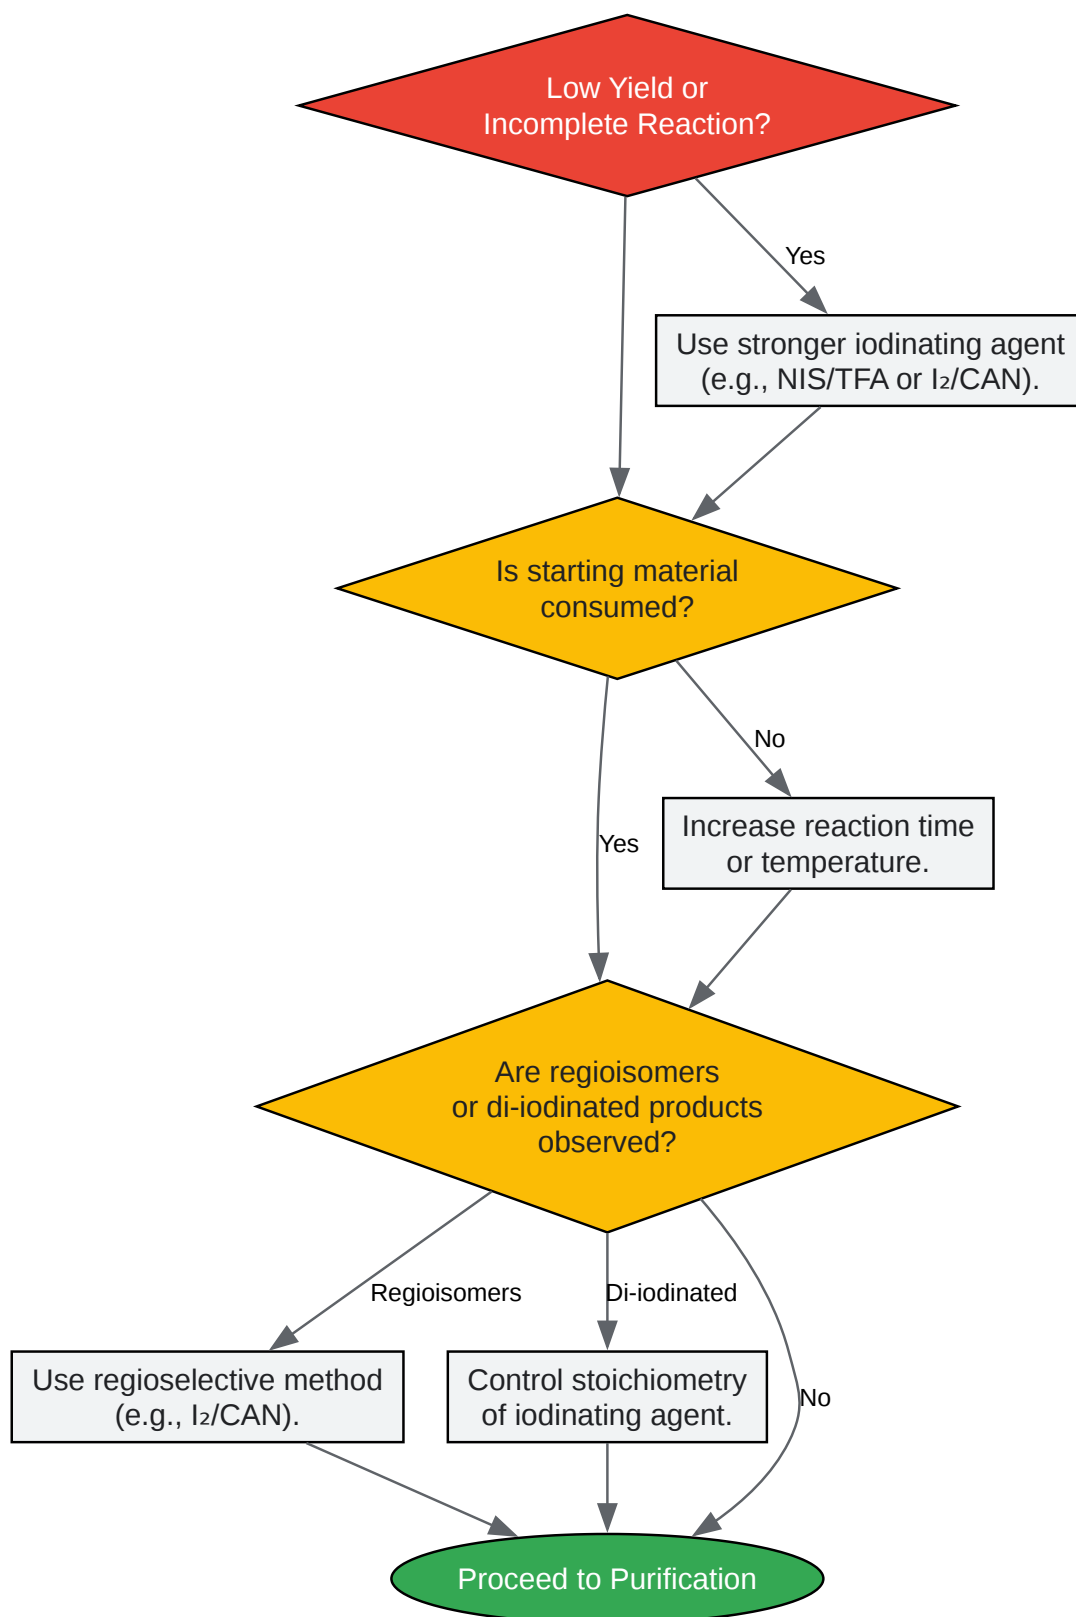 Low Yield or
Incomplete Reaction?
Yes
Use stronger iodinating agent
(e.g., NIS/TFA or I₂/CAN).
Is starting material
consumed?
No
Increase reaction time
or temperature.
Yes
Are regioisomers
or di-iodinated products
observed?
Regioisomers
Di-iodinated
Use regioselective method
(e.g., I₂/CAN).
Control stoichiometry
of iodinating agent.
No
Proceed to Purification